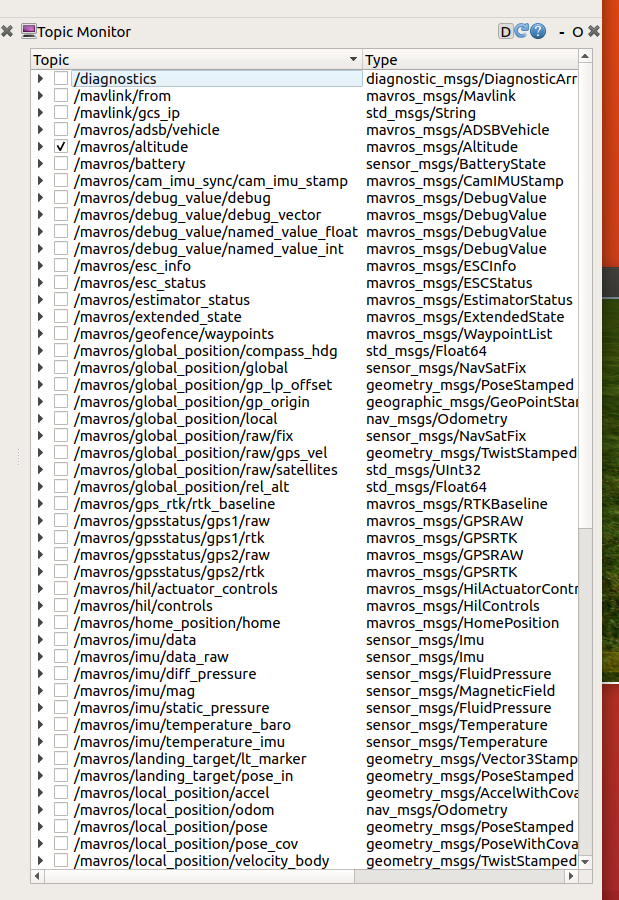 Topic Monitor D - O
Topic Type
/diagnostics diagnostic_msgs/DiagnosticArr
/mavlink/from mavros_msgs/Mavlink
/mavlink/gcs_ip std_msgs/String
/mavros/adsb/vehicle mavros_msgs/ADSBVehicle
/mavros/altitude mavros_msgs/Altitude
/mavros/battery sensor_msgs/BatteryState
/mavros/cam_imu_sync/cam_imu_stamp mavros_msgs/CamIMUStamp
/mavros/debug_value/debug mavros_msgs/DebugValue
/mavros/debug_value/debug_vector mavros_msgs/DebugValue
/mavros/debug_value/named_value_float mavros_msgs/DebugValue
/mavros/debug_value/named_value_int mavros_msgs/DebugValue
/mavros/esc_info mavros_msgs/ESCInfo
/mavros/esc_status mavros_msgs/ESCStatus
/mavros/estimator_status mavros_msgs/EstimatorStatus
/mavros/extended_state mavros_msgs/ExtendedState
/mavros/geofence/waypoints mavros_msgs/WaypointList
/mavros/global_position/compass_hdg std_msgs/Float64
/mavros/global_position/global sensor_msgs/NavSatFix
/mavros/global_position/gp_lp_offset geometry_msgs/PoseStamped
/mavros/global_position/gp_origin geographic_msgs/GeoPointStar
/mavros/global_position/local nav_msgs/Odometry
/mavros/global_position/raw/fix sensor_msgs/NavSatFix
/mavros/global_position/raw/gps_vel geometry_msgs/TwistStamped
/mavros/global_position/raw/satellites std_msgs/UInt32
/mavros/global_position/rel_alt std_msgs/Float64
/mavros/gps_rtk/rtk_baseline mavros_msgs/RTKBaseline
/mavros/gpsstatus/gps1/raw mavros_msgs/GPSRAW
/mavros/gpsstatus/gps1/rtk mavros_msgs/GPSRTK
/mavros/gpsstatus/gps2/raw mavros_msgs/GPSRAW
/mavros/gpsstatus/gps2/rtk mavros_msgs/GPSRTK
/mavros/hil/actuator_controls mavros_msgs/HilActuatorContr
/mavros/hil/controls mavros_msgs/HilControls
/mavros/home_position/home mavros_msgs/HomePosition
/mavros/imu/data sensor_msgs/Imu
/mavros/imu/data_raw sensor_msgs/Imu
/mavros/imu/diff_pressure sensor_msgs/FluidPressure
/mavros/imu/mag sensor_msgs/MagneticField
/mavros/imu/static_pressure sensor_msgs/FluidPressure
/mavros/imu/temperature_baro sensor_msgs/Temperature
/mavros/imu/temperature_imu sensor_msgs/Temperature
/mavros/landing_target/lt_marker geometry_msgs/Vector3Stamp
/mavros/landing_target/pose_in geometry_msgs/PoseStamped
/mavros/local_position/accel geometry_msgs/AccelWithCova
/mavros/local_position/odom nav_msgs/Odometry
/mavros/local_position/pose geometry_msgs/PoseStamped
/mavros/local_position/pose_cov geometry_msgs/PoseWithCova
/mavros/local_position/velocity_body geometry_msgs/TwistStamped